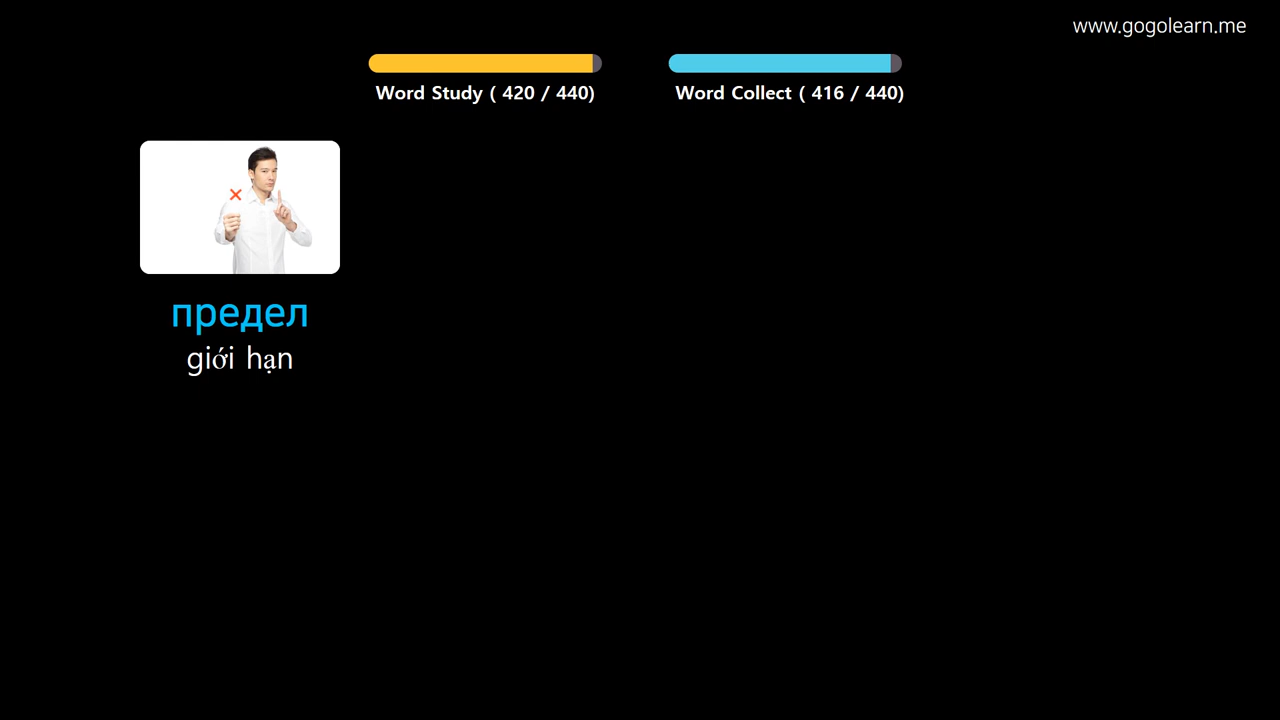 www.gogolearn.me
Word Study ( 420 / 440)
Word Collect ( 416 / 440)
предел
giới hạn